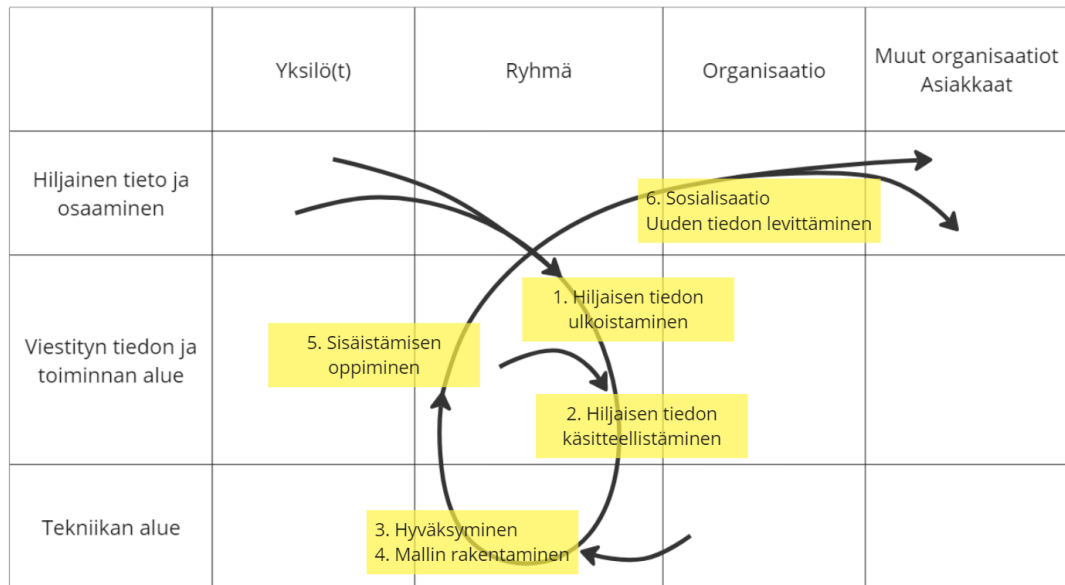 Yksilö(t)
Ryhmä
Organisaatio
Muut organisaatiot
Asiakkaat
Hiljainen tieto ja
osaaminen
6. Sosialisaatio
Uuden tiedon levittäminen
Viestityn tiedon ja
toiminnan alue
1. Hiljaisen tiedon
ulkoistaminen
5. Sisäistämisen
oppiminen
2. Hiljaisen tiedon
käsitteellistäminen
Tekniikan alue
3. Hyväksyminen
4. Mallin rakentaminen